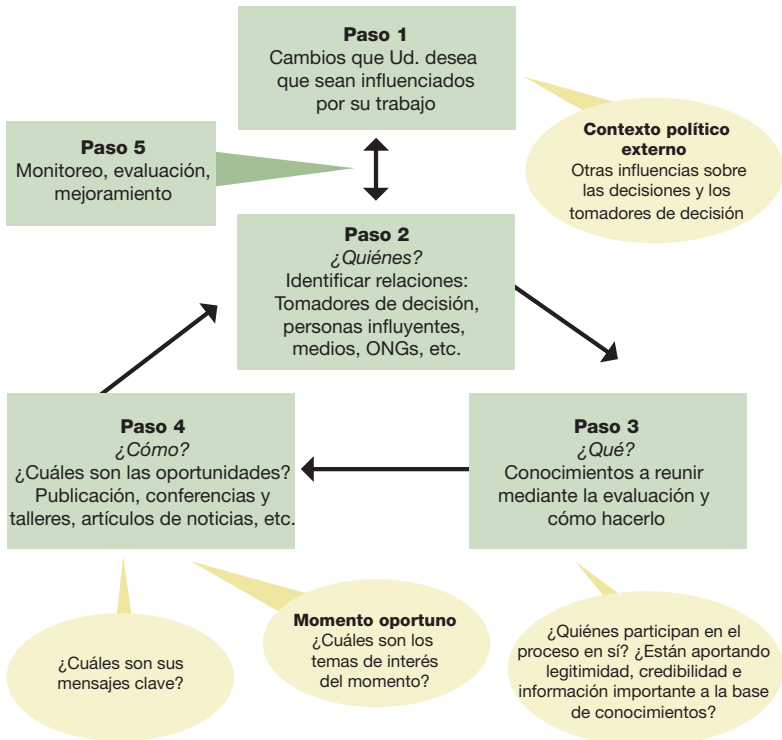 Paso 1
Cambios que Ud. desea
que sean influenciados
por su trabajo
Contexto político
externo
Otras influencias sobre
las decisiones y los
tomadores de decisión
Paso 5
Monitoreo, evaluación,
mejoramiento
Paso 2
¿Quiénes?
Identificar relaciones:
Tomadores de decisión,
personas influyentes,
medios, ONGs, etc.
Paso 3
¿Qué?
Conocimientos a reunir
mediante la evaluación y
cómo hacerlo
Paso 4
¿Cómo?
¿Cuáles son las oportunidades?
Publicación, conferencias y
talleres, artículos de noticias, etc.
¿Cuáles son sus
mensajes clave?
Momento oportuno
¿Cuáles son los
temas de interés
del momento?
¿Quiénes participan en el
proceso en sí? ¿Están aportando
legitimidad, credibilidad e
información importante a la base
de conocimientos?